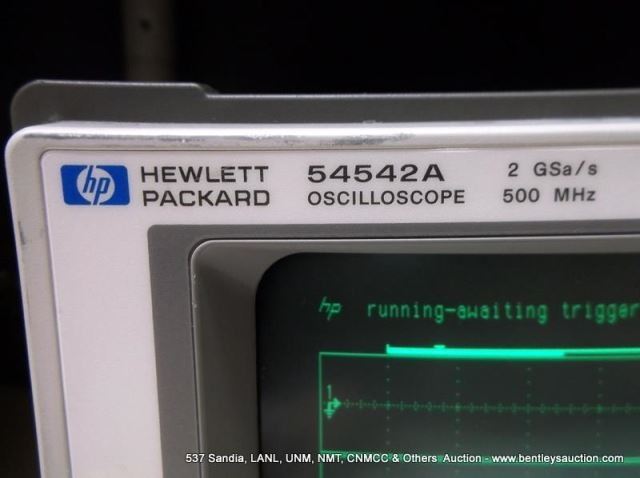 hp HEWLETT PACKARD
54542A OSCILLOSCOPE
2 GSa/s
500 MHz
hp running-awaiting trigger
1
537 Sandia, LANL, UNM, NMT, CNMCC & Others Auction - www.bentleysauction.com